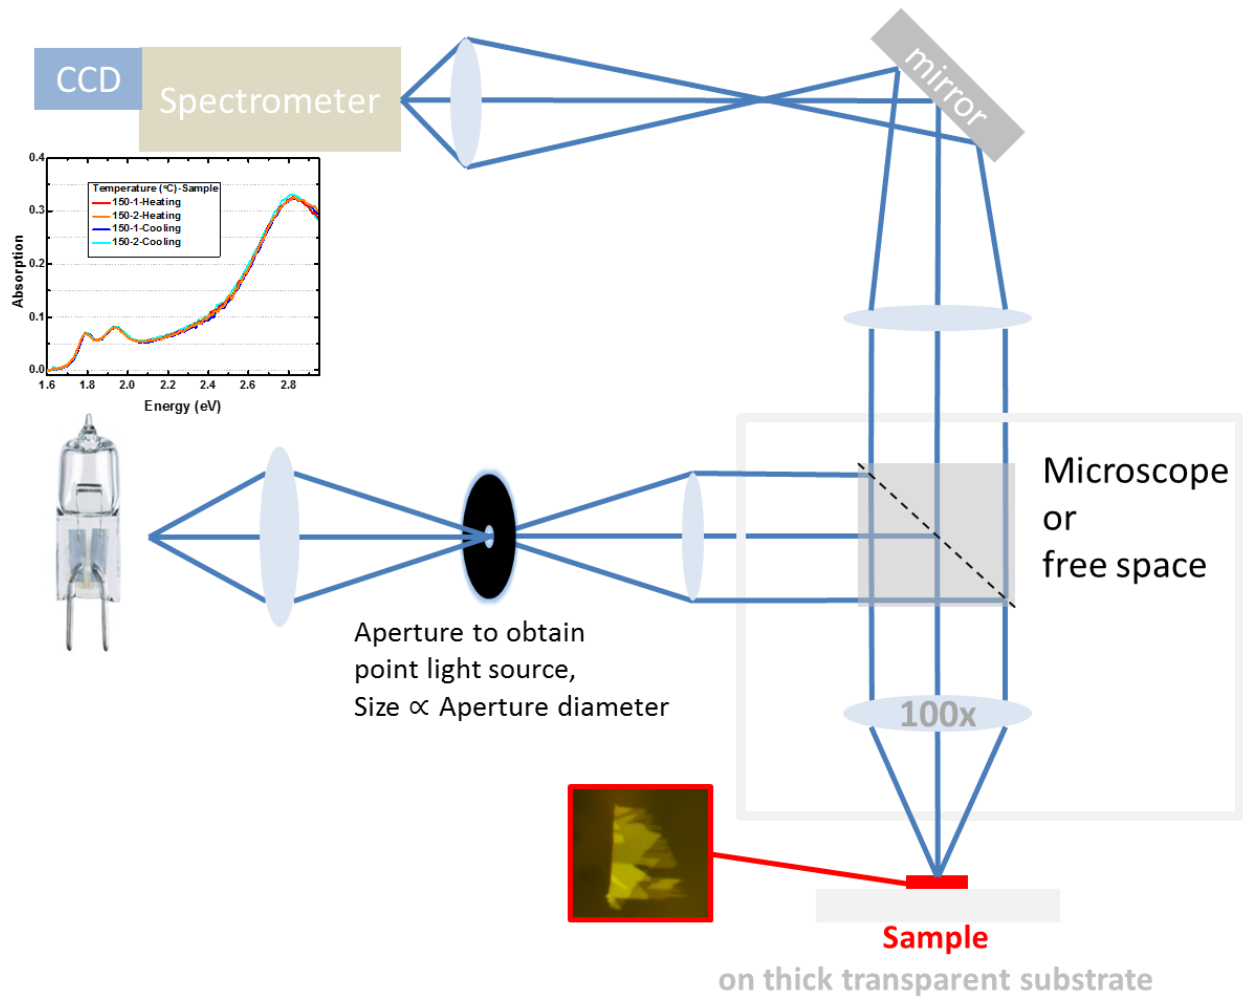 mirror
CCD
Spectrometer
0.4
0.3
0.2
0.1
0.0
Absorption
Temperature (°C)-Sample
150-1-Heating
150-2-Heating
150-1-Cooling
150-2-Cooling
1.6 1.8 2.0 2.2 2.4 2.6 2.8
Energy (eV)
Microscope
or
free space
Aperture to obtain
point light source,
Size ∝ Aperture diameter
100x
Sample
on thick transparent substrate